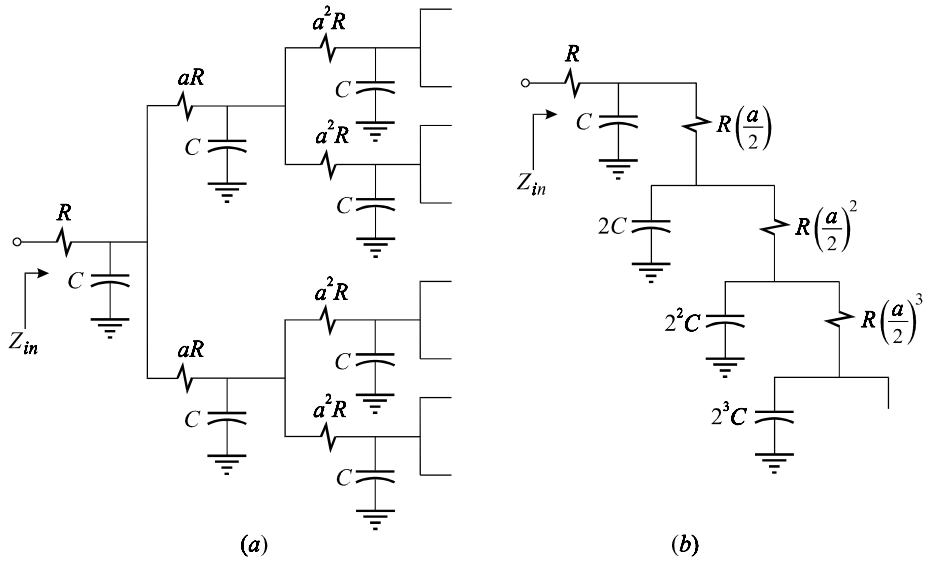 a²R
C
aR
a²R
C
C
R
C
Z_in
a²R
C
aR
a²R
C
C
(a)
R
C
R(a/2)
Z_in
2C
R(a/2)²
2²C
R(a/2)³
2³C
(b)